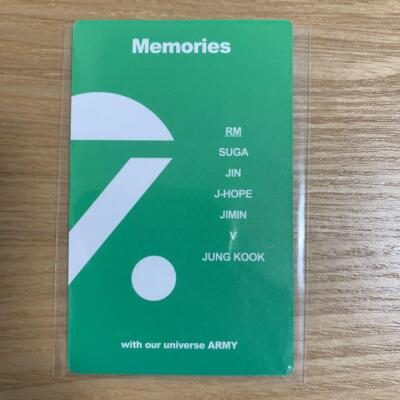 Memories
RM
SUGA
JIN
J-HOPE
JIMIN
V
JUNG KOOK
with our universe ARMY